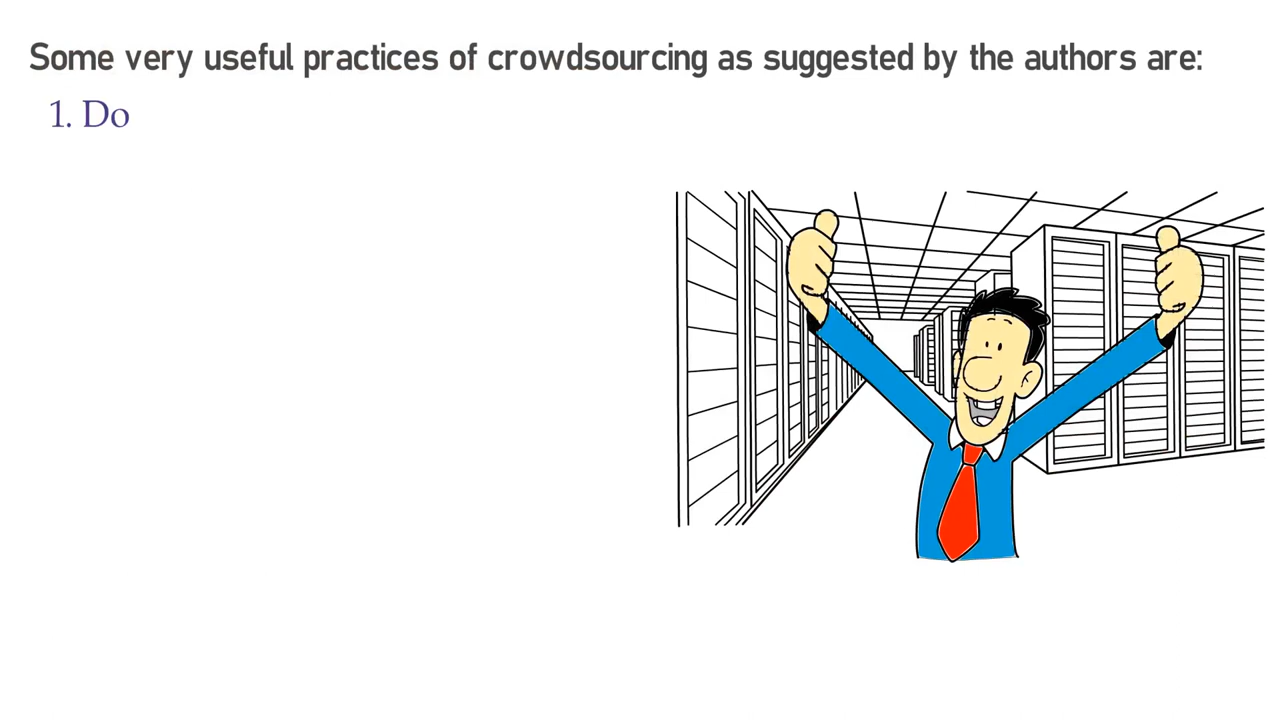 Some very useful practices of crowdsourcing as suggested by the authors are:
1. Do